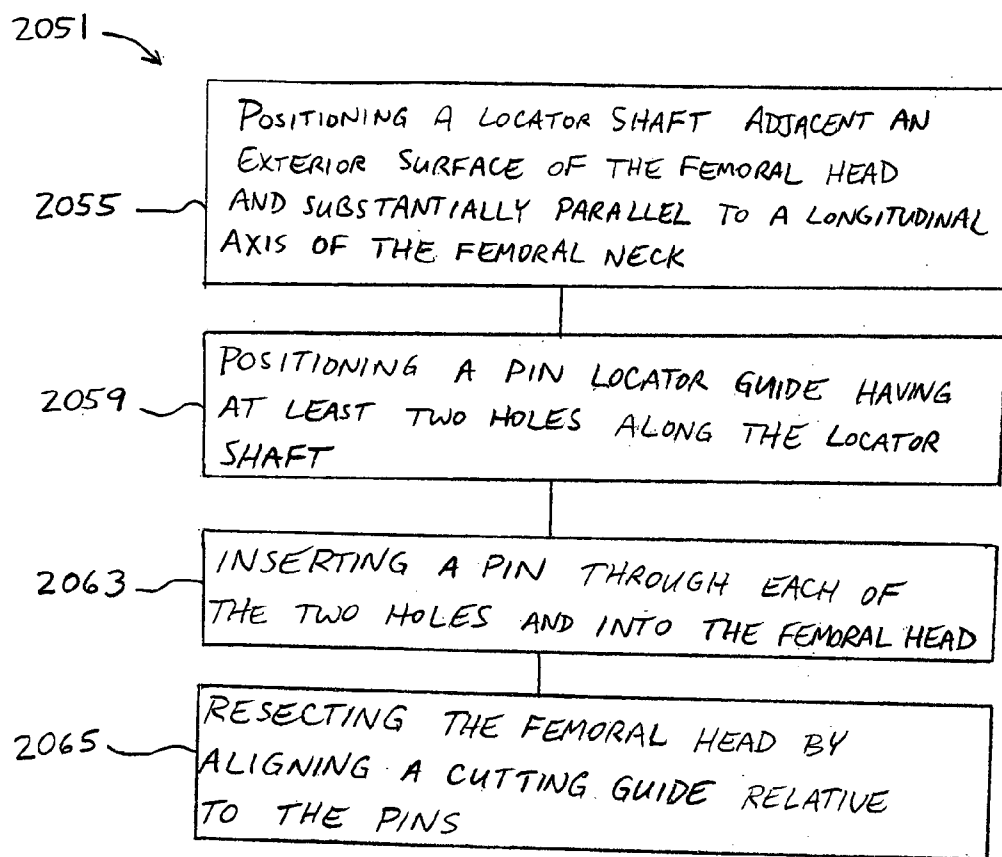 2051
POSITIONING A LOCATOR SHAFT ADJACENT AN
EXTERIOR SURFACE OF THE FEMORAL HEAD
2055 AND SUBSTANTIALLY PARALLEL TO A LONGITUDINAL
AXIS OF THE FEMORAL NECK
POSITIONING A PIN LOCATOR GUIDE HAVING
2059 AT LEAST TWO HOLES ALONG THE LOCATOR
SHAFT
2063 INSERTING A PIN THROUGH EACH OF
THE TWO HOLES AND INTO THE FEMORAL HEAD
RESECTING THE FEMORAL HEAD BY
2065 ALIGNING A CUTTING GUIDE RELATIVE
TO THE PINS